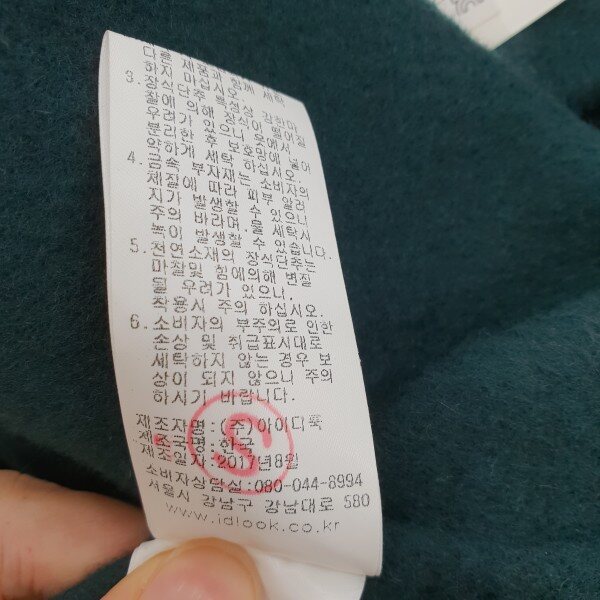 다른 제품과 함께 세탁
하지 마십시오.
3. 장식단추 특성상 강한마
찰에 의해 장식이 떨어질
우려가 있으니 옷에서
분리한 후 보호망에 넣어
약하게 세탁 하십시오.
4. 금속 부자재는 소비자의
체질에 따라 피부 알러
지가 발생할 수 있으니
주의 바라며,물 세탁시
녹이 발생할 수 있습니다.
5. 천연소재의 장식단추는
마찰및 힘에의해 변질
될 우려가 있으니,
착용시 주의 하십시오.
6. 소비자의 부주의로 인한
손상 및 취급표시대로
세탁하지 않는 경우 보
상이 되지 않으니 주의
하시기 바랍니다.
제조자명:(주)아이디룩
제조국명:한국
제조일자:2017년8월
소비자상담실:080-044-8994
서울시 강남구 강남대로 580
www.idlook.co.kr